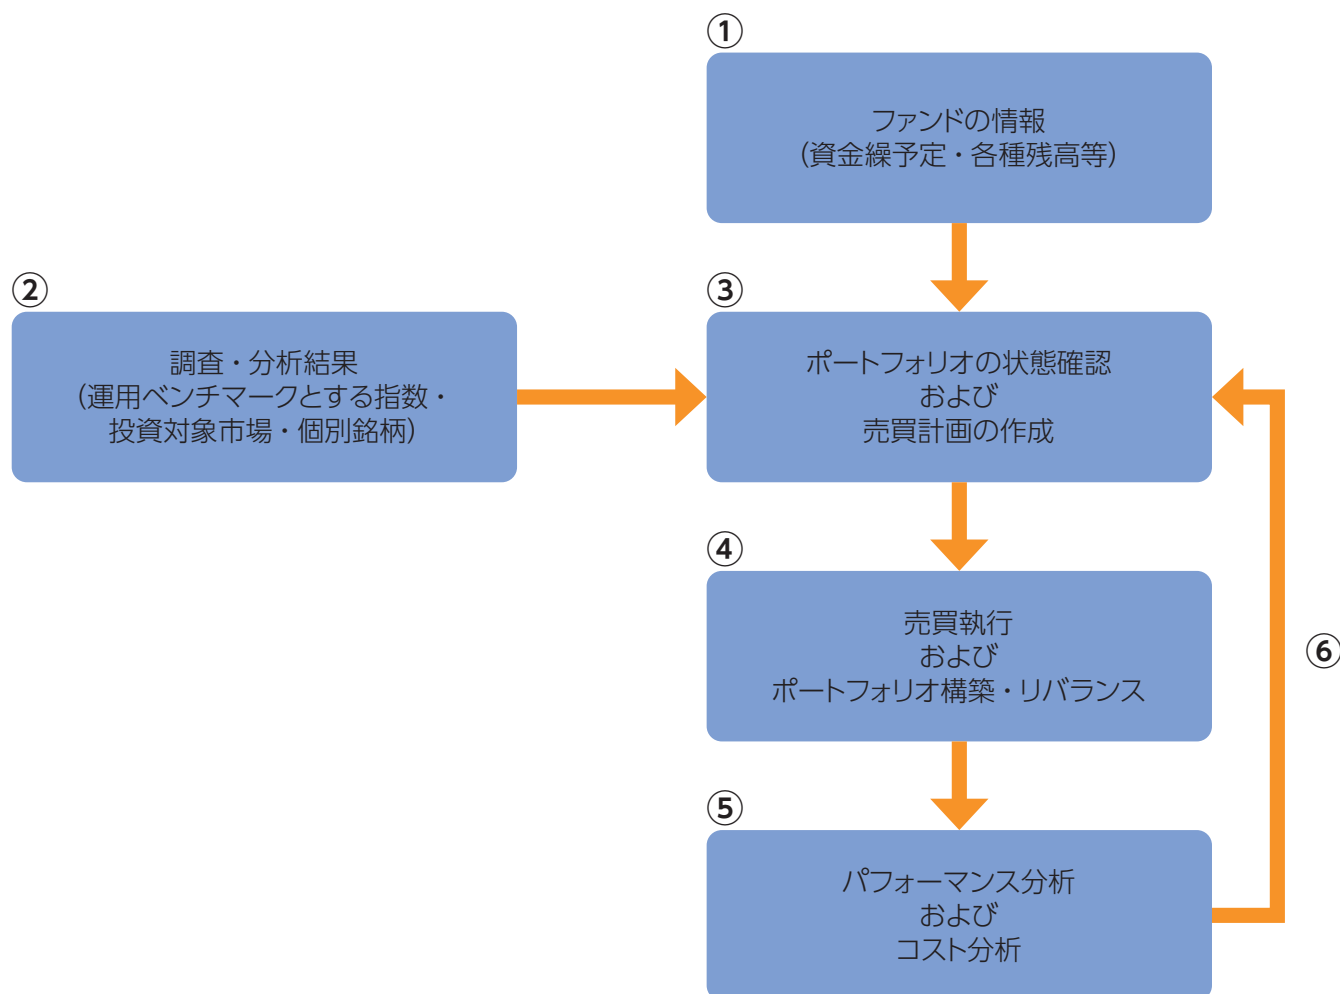 ①
ファンドの情報
(資金繰予定・各種残高等)
②
調査・分析結果
(運用ベンチマークとする指数・
投資対象市場・個別銘柄)
③
ポートフォリオの状態確認
および
売買計画の作成
④
売買執行
および
ポートフォリオ構築・リバランス
⑥
⑤
パフォーマンス分析
および
コスト分析